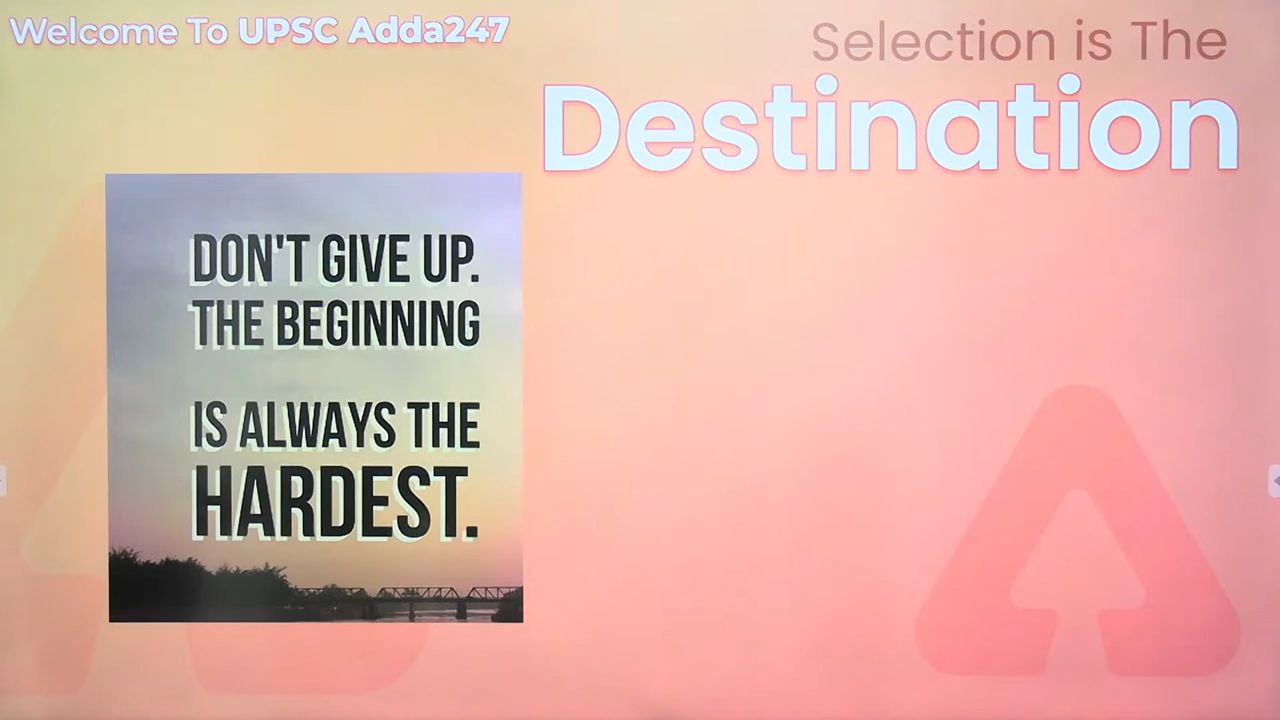 Welcome To UPSC Adda247
Selection is The
Destination
DON'T GIVE UP.
THE BEGINNING
IS ALWAYS THE
HARDEST.